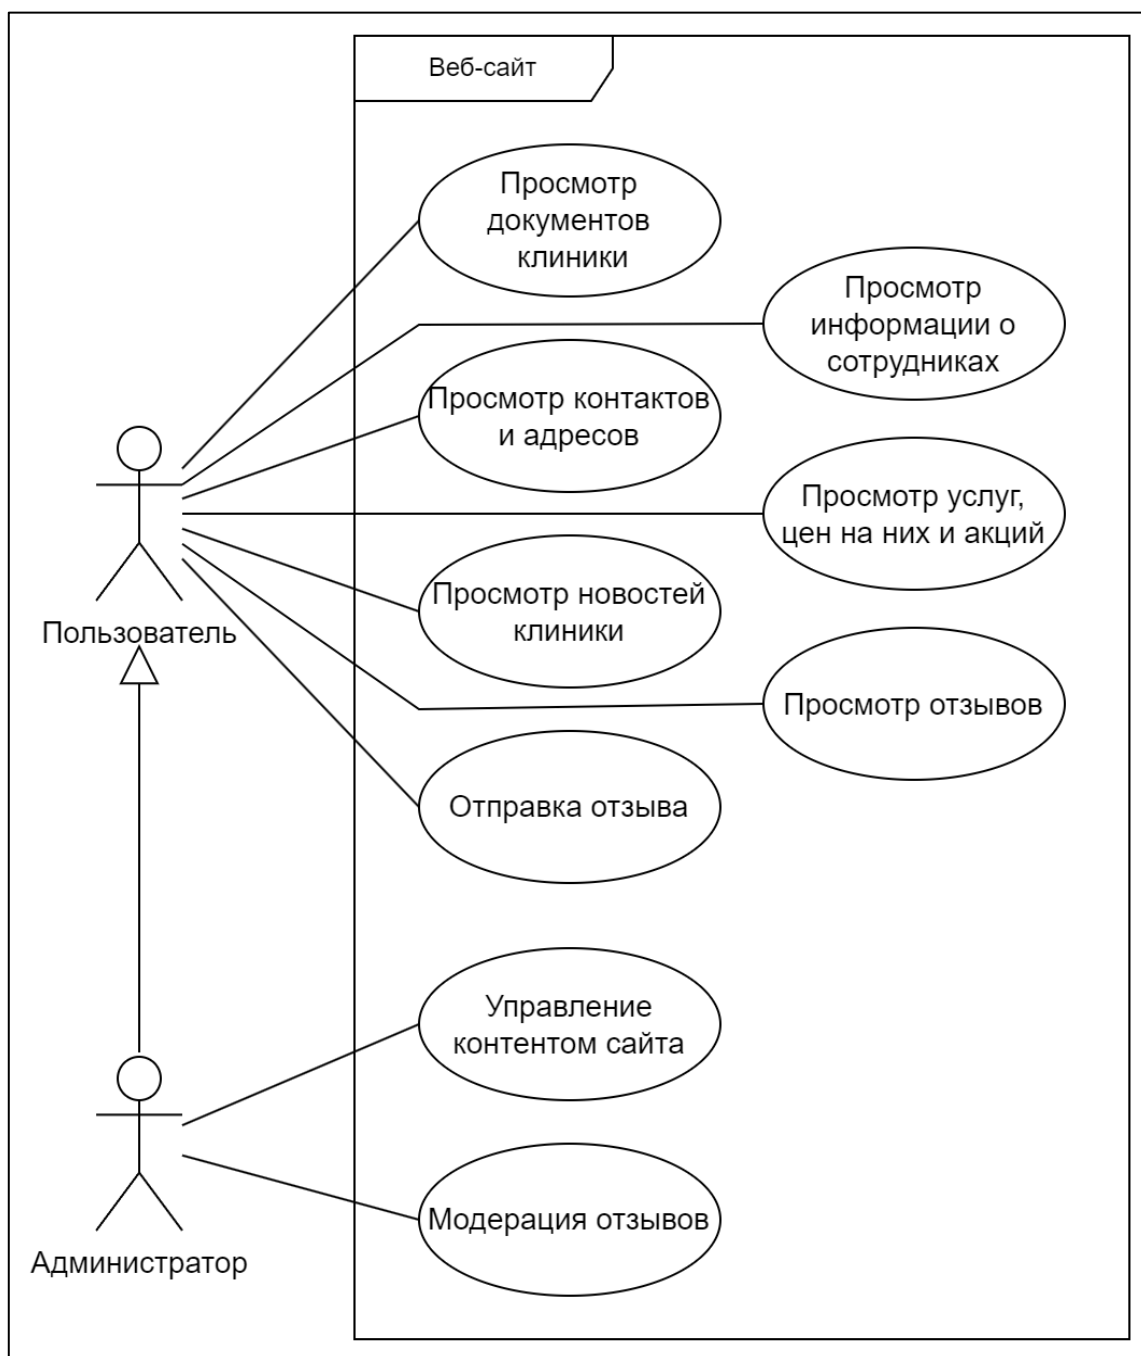 Веб-сайт
Просмотр
документов
клиники
Просмотр
информации о
сотрудниках
Просмотр контактов
и адресов
Просмотр услуг,
цен на них и акций
Просмотр новостей
клиники
Пользователь
Просмотр отзывов
Отправка отзыва
Управление
контентом сайта
Модерация отзывов
Администратор